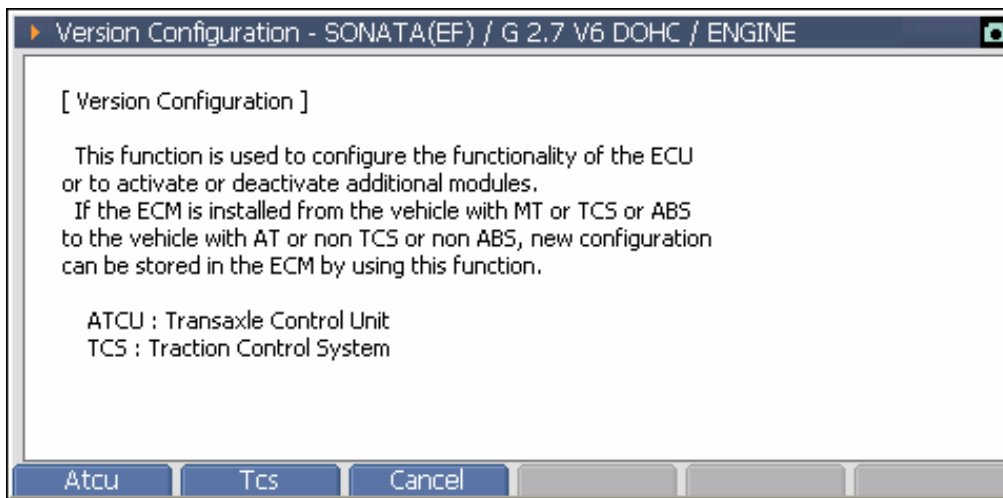 Version Configuration - SONATA(EF) / G 2.7 V6 DOHC / ENGINE
[ Version Configuration ]
This function is used to configure the functionality of the ECU
or to activate or deactivate additional modules.
If the ECM is installed from the vehicle with MT or TCS or ABS
to the vehicle with AT or non TCS or non ABS, new configuration
can be stored in the ECM by using this function.
ATCU : Transaxle Control Unit
TCS : Traction Control System
Atcu Tcs Cancel